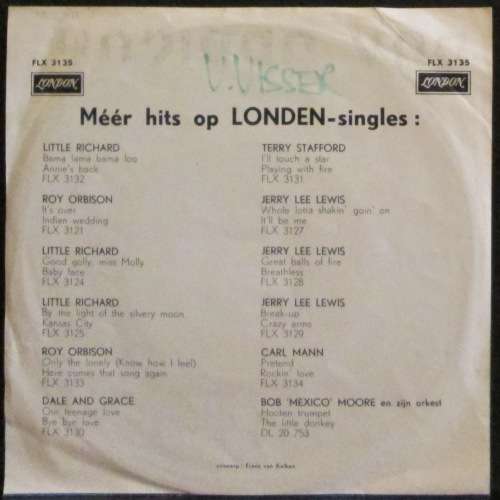 FLX 3135
LONDON
V.VISSER
FLX 3135
LONDON
Méér hits op LONDEN-singles:
LITTLE RICHARD
Bama lama bama loo
Annie's back
FLX 3132
ROY ORBISON
It's over
Indian wedding
FLX 3121
LITTLE RICHARD
Good golly, miss Molly
Baby face
FLX 3124
LITTLE RICHARD
By the light of the silvery moon
Kansas City
FLX 3125
ROY ORBISON
Only the lonely (Know how I feel)
Here comes that song again
FLX 3133
DALE AND GRACE
Our teenage love
Bye bye love
FLX 3130
TERRY STAFFORD
I'll touch a star
Playing with fire
FLX 3131
JERRY LEE LEWIS
Whole lotta shakin' goin' on
It'll be me
FLX 3127
JERRY LEE LEWIS
Great balls of fire
Breathless
FLX 3128
JERRY LEE LEWIS
Break-up
Crazy arms
FLX 3129
CARL MANN
Pretend
Rockin' love
FLX 3134
BOB 'MEXICO' MOORE en zijn orkest
Hooten trumpet
The little donkey
DL 20 753
ontwerp: van